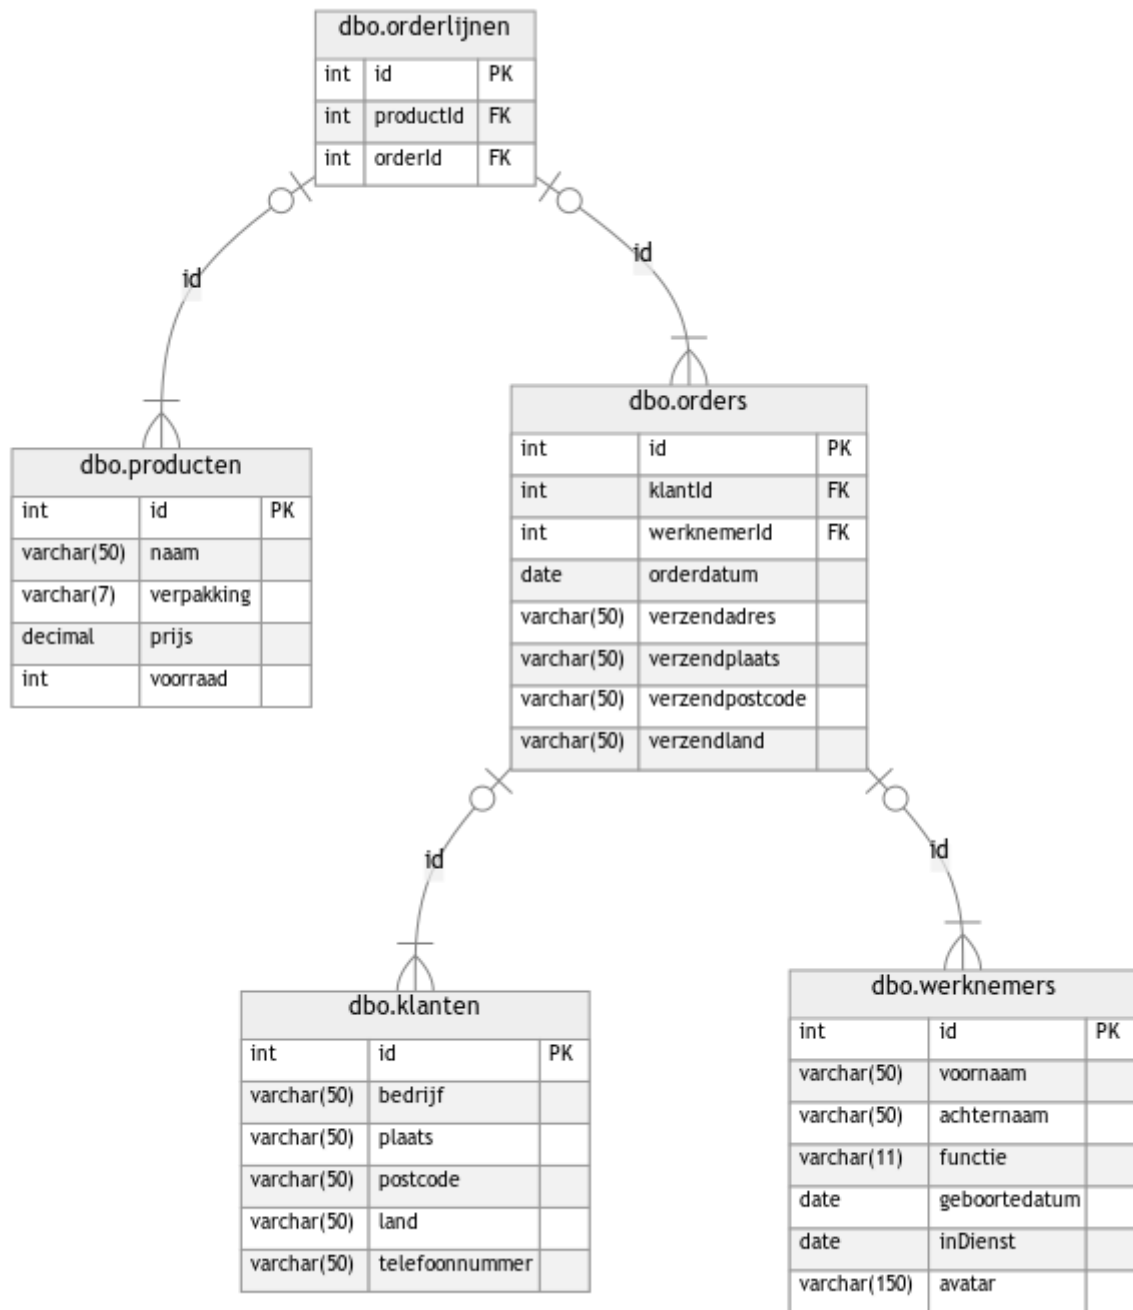 dbo.orderlijnen
int id PK
int productId FK
int orderId FK
id
id
dbo.orders
int id PK
int klantId FK
int werknemerId FK
date orderdatum
varchar(50) verzendadres
varchar(50) verzendplaats
varchar(50) verzendpostcode
varchar(50) verzendland
dbo.producten
int id PK
varchar(50) naam
varchar(7) verpakking
decimal prijs
int voorraad
id
id
dbo.klanten
int id PK
varchar(50) bedrijf
varchar(50) plaats
varchar(50) postcode
varchar(50) land
varchar(50) telefoonnummer
dbo.werknemers
int id PK
varchar(50) voornaam
varchar(50) achternaam
varchar(11) functie
date geboortedatum
date inDienst
varchar(150) avatar